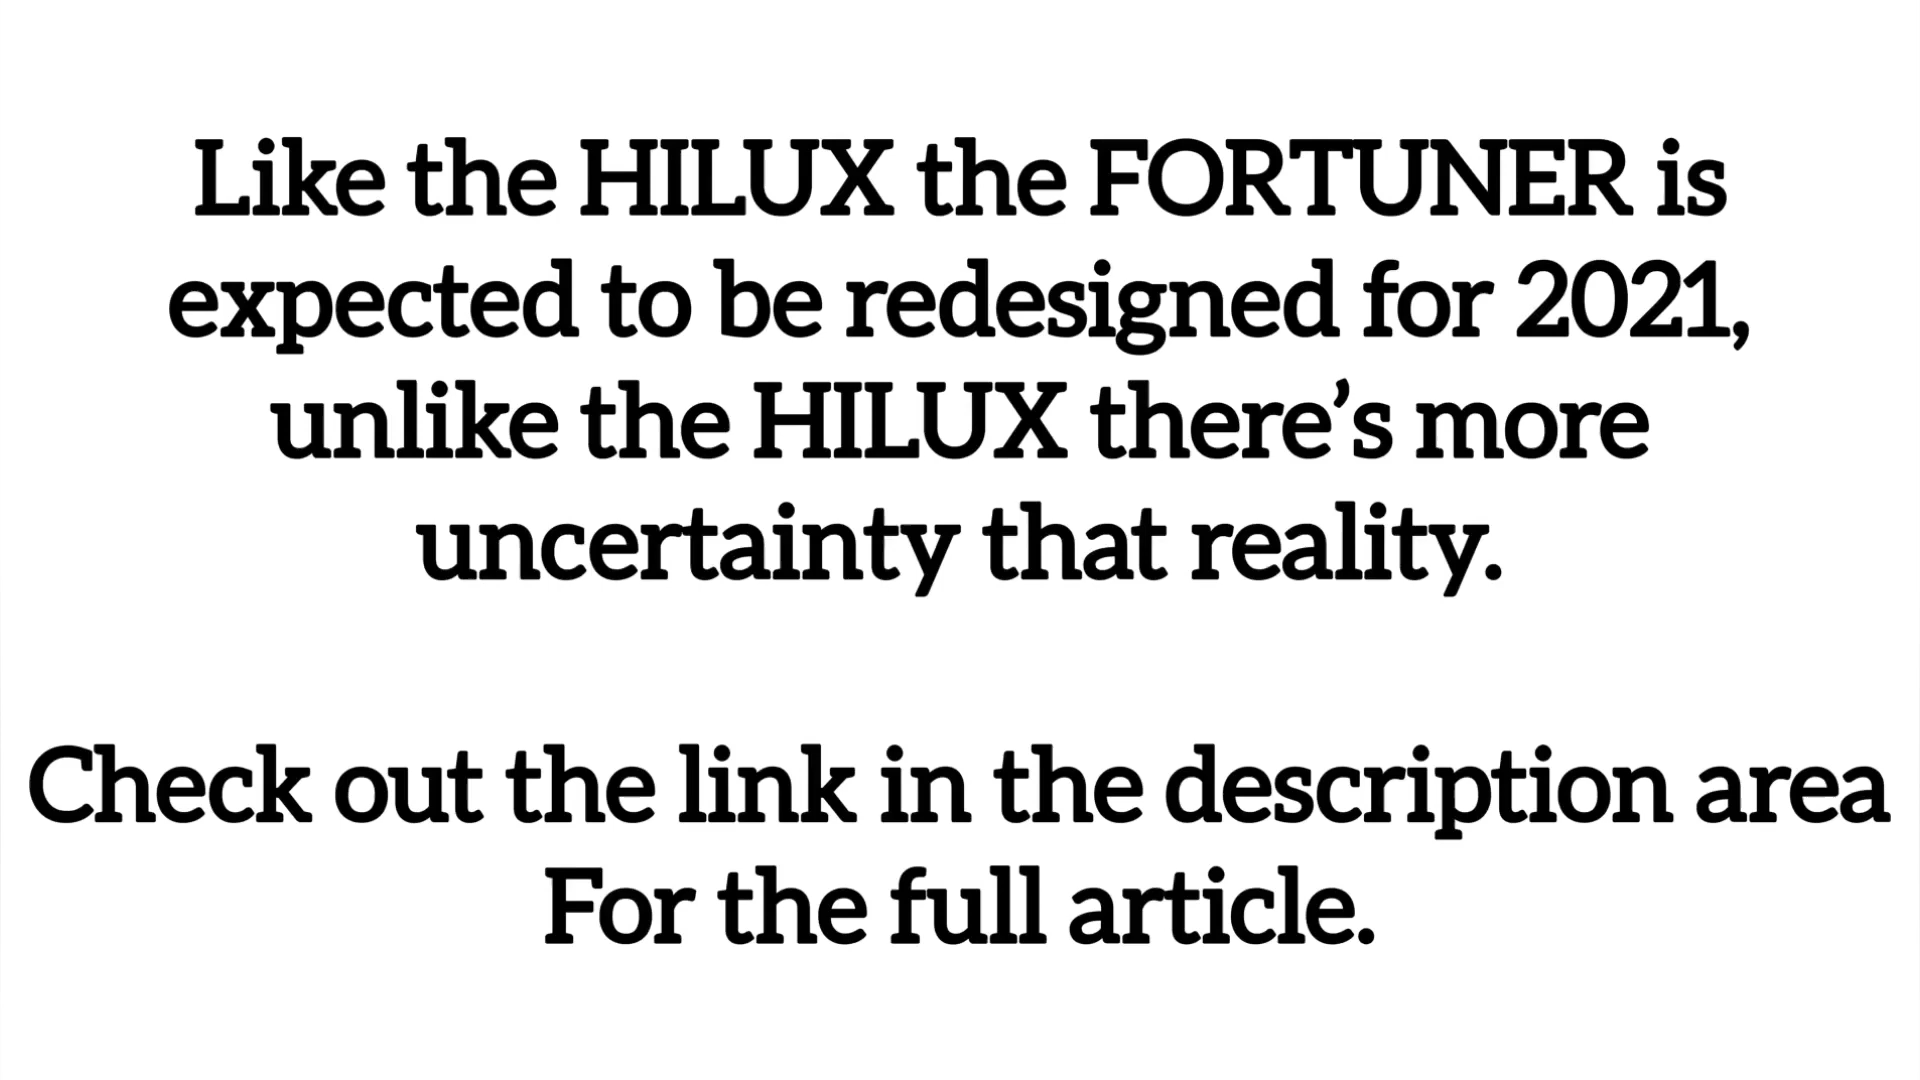 Like the HILUX the FORTUNER is
expected to be redesigned for 2021,
unlike the HILUX there’s more
uncertainty that reality.
Check out the link in the description area
For the full article.